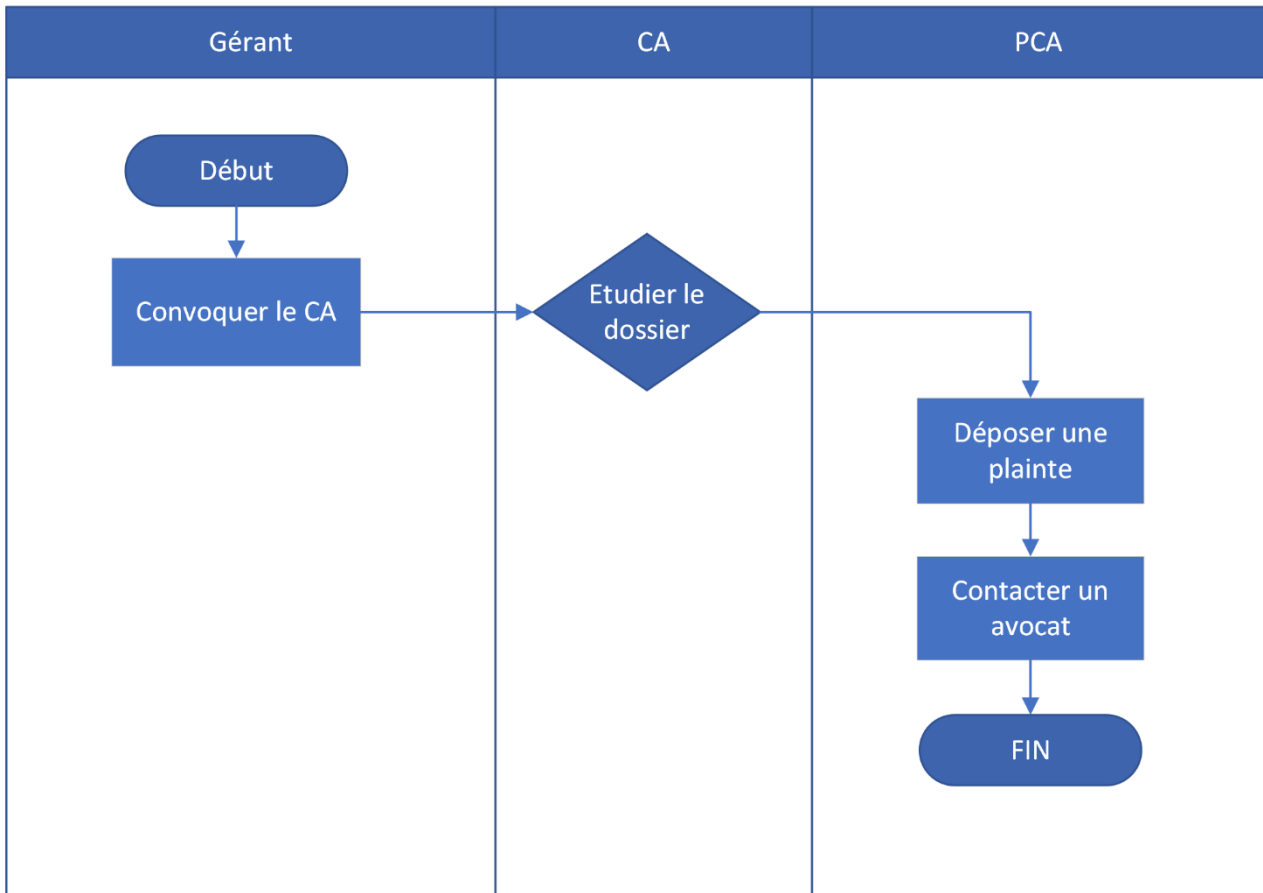 Gérant
CA
PCA
Début
Convoquer le CA
Etudier le
dossier
Déposer une
plainte
Contacter un
avocat
FIN